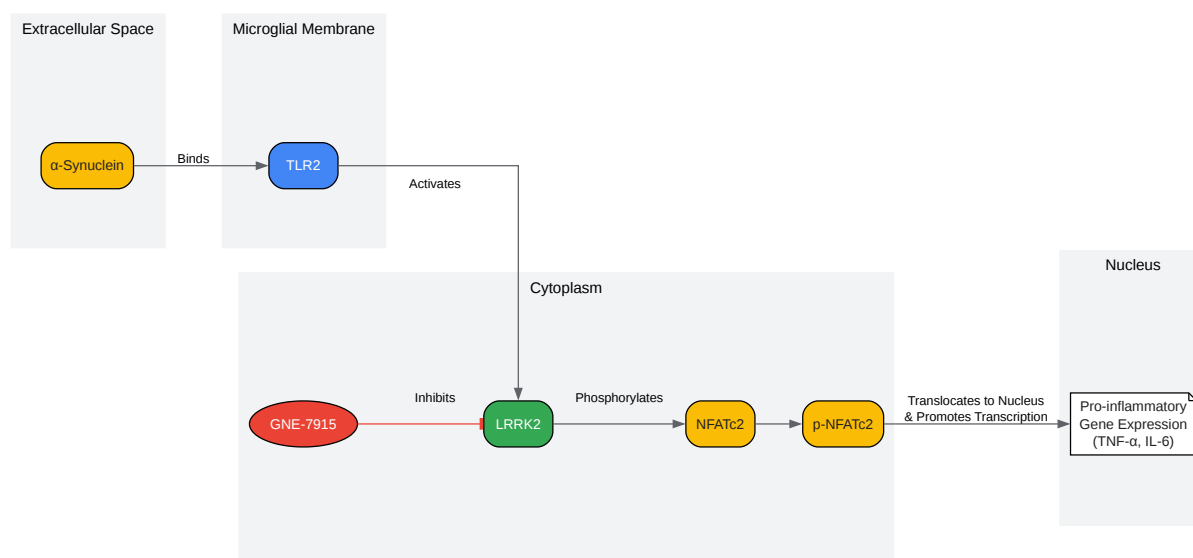 Extracellular Space
Microglial Membrane
α-Synuclein
Binds
TLR2
Activates
Nucleus
Cytoplasm
GNE-7915
Inhibits
LRRK2
Phosphorylates
NFATc2
p-NFATc2
Translocates to Nucleus
& Promotes Transcription
Pro-inflammatory
Gene Expression
(TNF-α, IL-6)